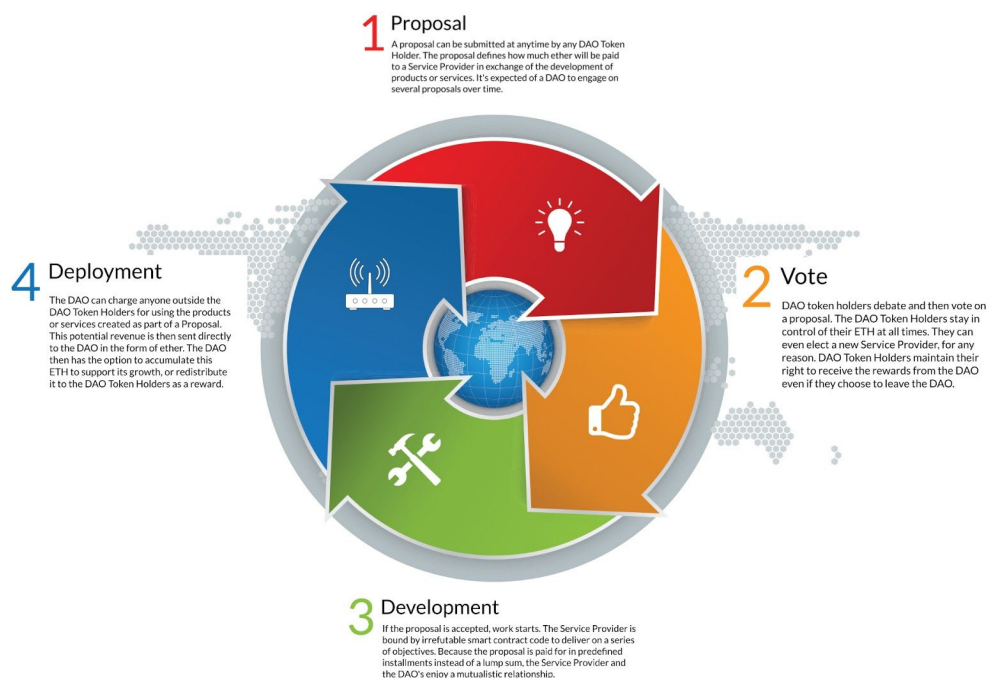 1 Proposal
A proposal can be submitted at anytime by any DAO Token
Holder. The proposal defines how much ether will be paid
to a Service Provider in exchange of the development of
products or services. It's expected of a DAO to engage on
several proposals over time.
2 Vote
DAO token holders debate and then vote on
a proposal. The DAO Token Holders stay in
control of their ETH at all times. They can
even elect a new Service Provider, for any
reason. DAO Token Holders maintain their
right to receive the rewards from the DAO
even if they choose to leave the DAO.
3 Development
If the proposal is accepted, work starts. The Service Provider is
bound by irrefutable smart contract code to deliver on a series
of objectives. Because the proposal is paid for in predefined
installments instead of a lump sum, the Service Provider and
the DAO's enjoy a mutualistic relationship.
4 Deployment
The DAO can charge anyone outside the
DAO Token Holders for using the products
or services created as part of a Proposal.
This potential revenue is then sent directly
to the DAO in the form of ether. The DAO
then has the option to accumulate this
ETH to support its growth, or redistribute
it to the DAO Token Holders as a reward.